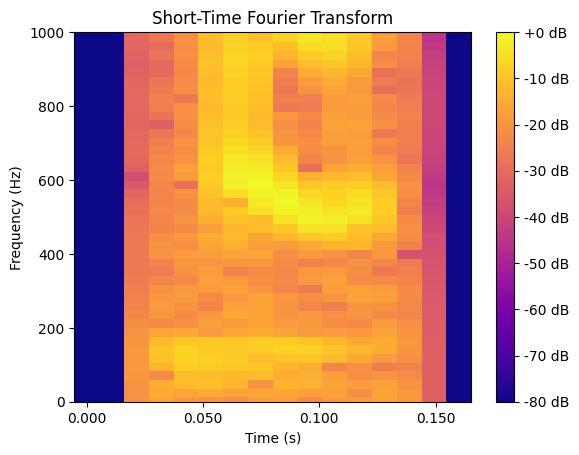 Short-Time Fourier Transform
1000
800
600
400
200
0
Frequency (Hz)
0.000
0.050
0.100
0.150
Time (s)
+0 dB
-10 dB
-20 dB
-30 dB
-40 dB
-50 dB
-60 dB
-70 dB
-80 dB